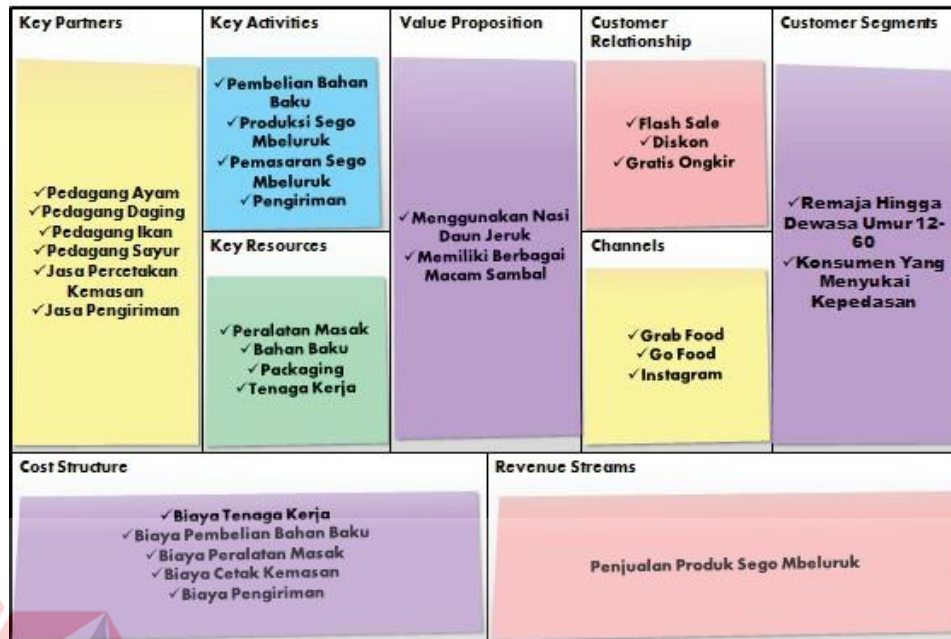 Key Partners
✓Pedagang Ayam
✓Pedagang Daging
✓Pedagang Ikan
✓Pedagang Sayur
✓Jasa Percetakan
Kemasan
✓Jasa Pengiriman
Key Activities
✓Pembelian Bahan
Baku
✓Produksi Sego
Mbeluruk
✓Pemasaran Sego
Mbeluruk
✓Pengiriman
Key Resources
✓Peralatan Masak
✓Bahan Baku
✓Packaging
✓Tenaga Kerja
Value Proposition
✓Menggunakan Nasi
Daun Jeruk
✓Memiliki Berbagai
Macam Sambal
Customer
Relationship
✓Flash Sale
✓Diskon
✓Gratis Ongkir
Channels
✓Grab Food
✓Go Food
✓Instagram
Customer Segments
✓Remaja Hingga
Dewasa Umur 12-
60
✓Konsumen Yang
Menyukai
Kepedasan
Cost Structure
✓Biaya Tenaga Kerja
✓Biaya Pembelian Bahan Baku
✓Biaya Peralatan Masak
✓Biaya Cetak Kemasan
✓Biaya Pengiriman
Revenue Streams
Penjualan Produk Sego Mbeluruk